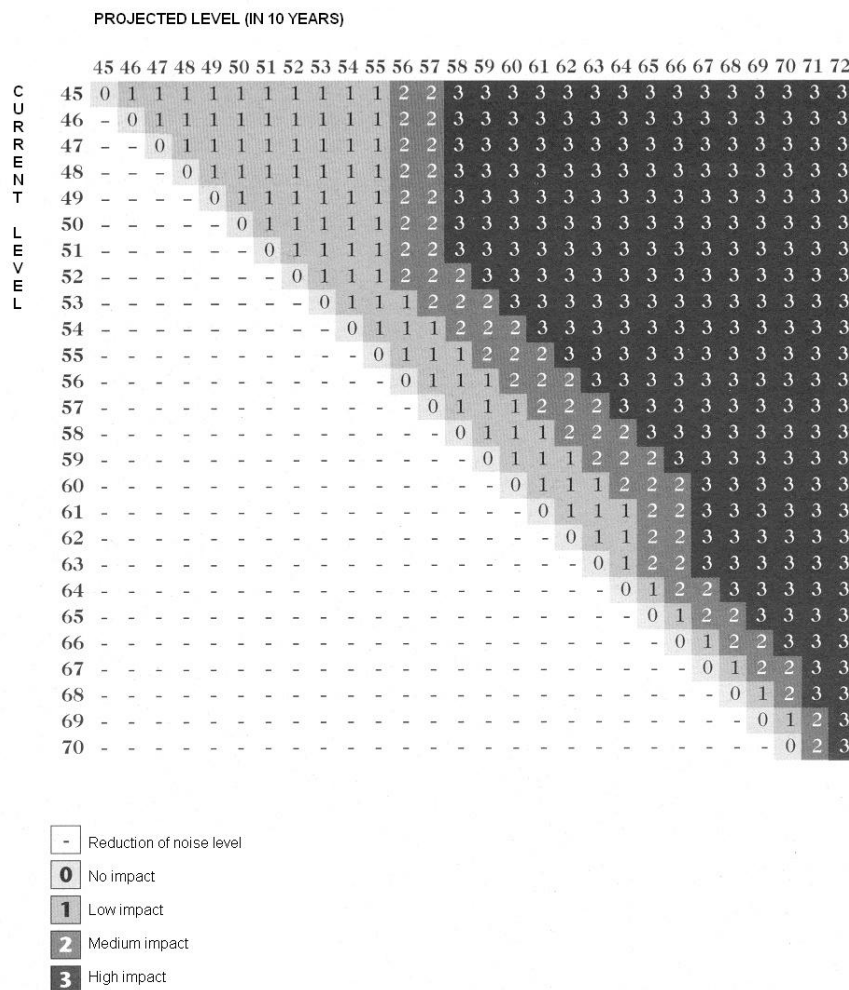 PROJECTED LEVEL (IN 10 YEARS)
CURRENT LEVEL
45 46 47 48 49 50 51 52 53 54 55 56 57 58 59 60 61 62 63 64 65 66 67 68 69 70 71 72
45 0 1 1 1 1 1 1 1 1 1 1 2 2 3 3 3 3 3 3 3 3 3 3 3 3 3 3 3
46 - 0 1 1 1 1 1 1 1 1 1 2 2 3 3 3 3 3 3 3 3 3 3 3 3 3 3 3
47 - - 0 1 1 1 1 1 1 1 1 2 2 3 3 3 3 3 3 3 3 3 3 3 3 3 3 3
48 - - - 0 1 1 1 1 1 1 1 2 2 3 3 3 3 3 3 3 3 3 3 3 3 3 3 3
49 - - - - 0 1 1 1 1 1 1 2 2 3 3 3 3 3 3 3 3 3 3 3 3 3 3 3
50 - - - - - 0 1 1 1 1 1 2 2 3 3 3 3 3 3 3 3 3 3 3 3 3 3 3
51 - - - - - - 0 1 1 1 1 2 2 3 3 3 3 3 3 3 3 3 3 3 3 3 3 3
52 - - - - - - - 0 1 1 1 2 2 2 3 3 3 3 3 3 3 3 3 3 3 3 3 3
53 - - - - - - - - 0 1 1 1 2 2 2 3 3 3 3 3 3 3 3 3 3 3 3 3
54 - - - - - - - - - 0 1 1 1 2 2 2 3 3 3 3 3 3 3 3 3 3 3 3
55 - - - - - - - - - - 0 1 1 1 2 2 2 3 3 3 3 3 3 3 3 3 3 3
56 - - - - - - - - - - - 0 1 1 1 2 2 2 3 3 3 3 3 3 3 3 3 3
57 - - - - - - - - - - - - 0 1 1 1 2 2 2 3 3 3 3 3 3 3 3 3
58 - - - - - - - - - - - - - 0 1 1 1 2 2 2 3 3 3 3 3 3 3 3
59 - - - - - - - - - - - - - - 0 1 1 1 2 2 2 3 3 3 3 3 3 3
60 - - - - - - - - - - - - - - - 0 1 1 1 2 2 2 3 3 3 3 3 3
61 - - - - - - - - - - - - - - - - 0 1 1 1 2 2 3 3 3 3 3 3
62 - - - - - - - - - - - - - - - - - 0 1 1 2 2 3 3 3 3 3 3
63 - - - - - - - - - - - - - - - - - - 0 1 2 2 3 3 3 3 3 3
64 - - - - - - - - - - - - - - - - - - - 0 1 2 2 3 3 3 3 3
65 - - - - - - - - - - - - - - - - - - - - 0 1 2 2 3 3 3 3
66 - - - - - - - - - - - - - - - - - - - - - 0 1 2 2 3 3 3
67 - - - - - - - - - - - - - - - - - - - - - - 0 1 2 2 3 3
68 - - - - - - - - - - - - - - - - - - - - - - - 0 1 2 3 3
69 - - - - - - - - - - - - - - - - - - - - - - - - 0 1 2 3
70 - - - - - - - - - - - - - - - - - - - - - - - - - 0 2 3
- Reduction of noise level
0 No impact
1 Low impact
2 Medium impact
3 High impact